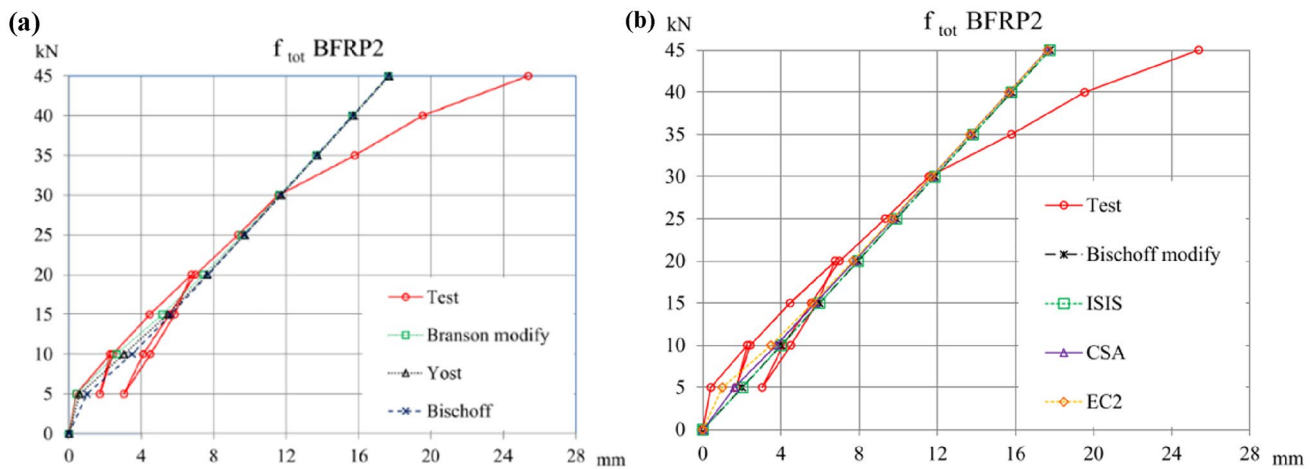 (a)
f tot BFRP2
kN
45
40
35
30
25
20
15
10
5
0
0 4 8 12 16 20 24 28 mm
Test
Branson modify
Yost
Bischoff
(b)
f tot BFRP2
kN
45
40
35
30
25
20
15
10
5
0
0 4 8 12 16 20 24 28 mm
Test
Bischoff modify
ISIS
CSA
EC2